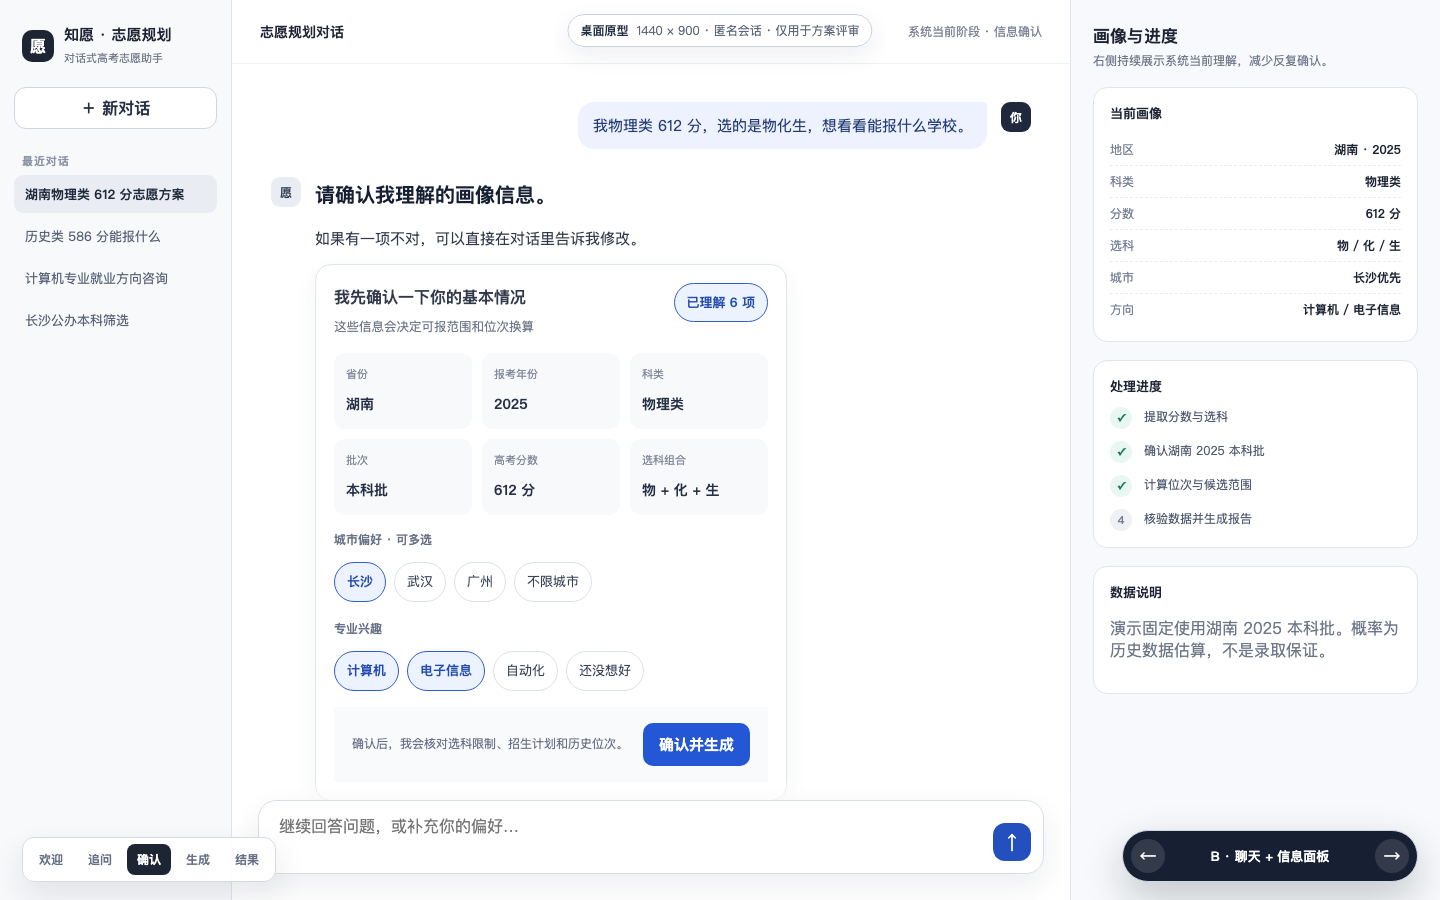 愿
知愿 · 志愿规划
对话式高考志愿助手
+ 新对话
最近对话
湖南物理类 612 分志愿方案
历史类 586 分能报什么
计算机专业就业方向咨询
长沙公办本科筛选
志愿规划对话
桌面原型 1440 × 900 · 匿名会话 · 仅用于方案评审
系统当前阶段 · 信息确认
我物理类 612 分，选的是物化生，想看看能报什么学校。
你
愿
请确认我理解的画像信息。
如果有一项不对，可以直接在对话里告诉我修改。
我先确认一下你的基本情况
已理解 6 项
这些信息会决定可报范围和位次换算
省份
湖南
报考年份
2025
科类
物理类
批次
本科批
高考分数
612 分
选科组合
物 + 化 + 生
城市偏好 · 可多选
长沙
武汉
广州
不限城市
专业兴趣
计算机
电子信息
自动化
还没想好
确认后，我会核对选科限制、招生计划和历史位次。
确认并生成
继续回答问题，或补充你的偏好...
↑
欢迎
追问
确认
生成
结果
画像与进度
右侧持续展示系统当前理解，减少反复确认。
当前画像
地区 湖南 · 2025
科类 物理类
分数 612 分
选科 物 / 化 / 生
城市 长沙优先
方向 计算机 / 电子信息
处理进度
✓ 提取分数与选科
✓ 确认湖南 2025 本科批
✓ 计算位次与候选范围
4 核验数据并生成报告
数据说明
演示固定使用湖南 2025 本科批。概率为
历史数据估算，不是录取保证。
← B · 聊天 + 信息面板 →